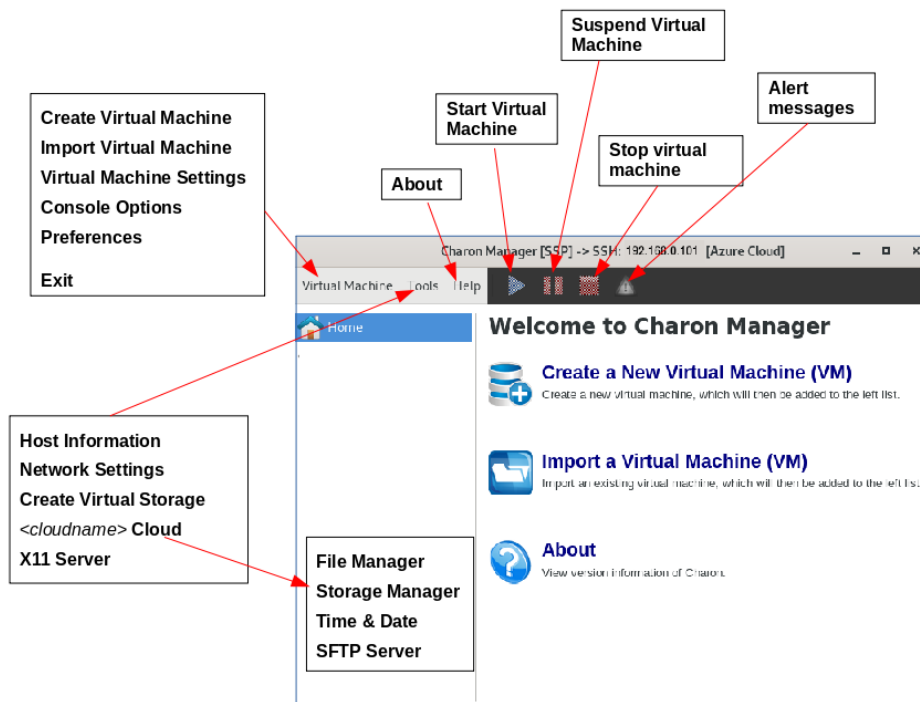 Suspend Virtual
Machine
Alert
messages
Start Virtual
Machine
Stop virtual
machine
About
Create Virtual Machine
Import Virtual Machine
Virtual Machine Settings
Console Options
Preferences
Exit
Charon Manager [SSP] -> SSH: 192.168.0.101 [Azure Cloud]
Virtual Machine Tools Help
Home
Welcome to Charon Manager
Create a New Virtual Machine (VM)
Create a new virtual machine, which will then be added to the left list.
Import a Virtual Machine (VM)
Import an existing virtual machine, which will then be added to the left list
About
View version information of Charon.
Host Information
Network Settings
Create Virtual Storage
<cloudname> Cloud
X11 Server
File Manager
Storage Manager
Time & Date
SFTP Server